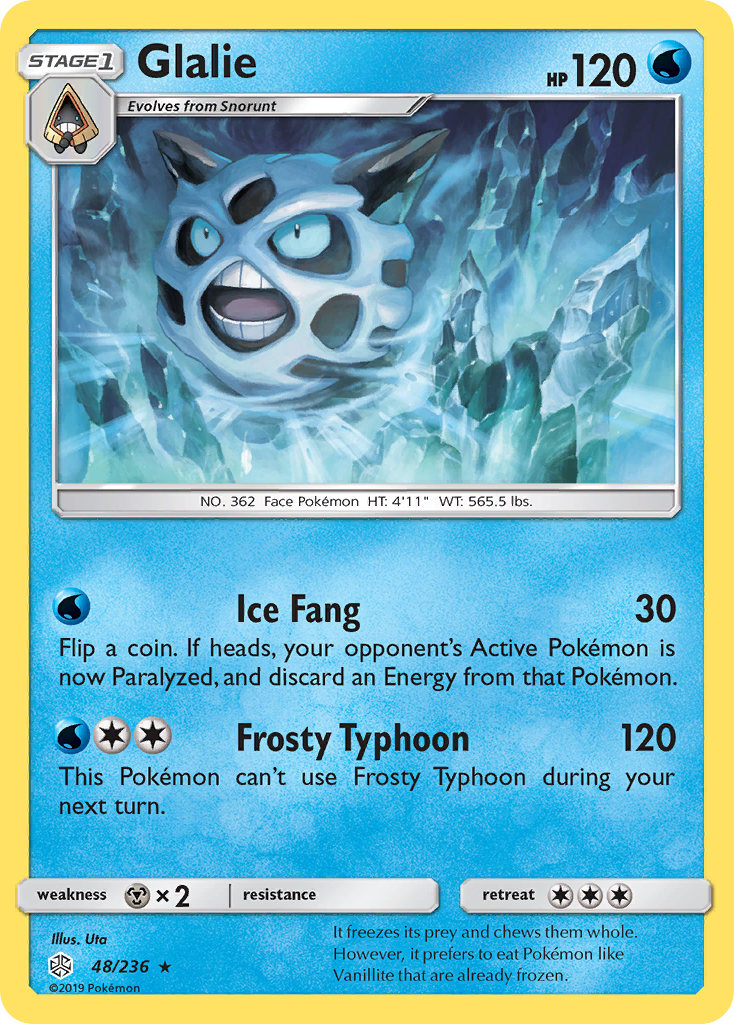 STAGE1
Glalie
HP 120
Evolves from Snorunt
NO. 362 Face Pokémon HT: 4'11" WT: 565.5 lbs.
Ice Fang 30
Flip a coin. If heads, your opponent's Active Pokémon is
now Paralyzed, and discard an Energy from that Pokémon.
Frosty Typhoon 120
This Pokémon can't use Frosty Typhoon during your
next turn.
weakness ×2 resistance retreat
Illus. Uta
48/236 ★
©2019 Pokémon
It freezes its prey and chews them whole.
However, it prefers to eat Pokémon like
Vanillite that are already frozen.